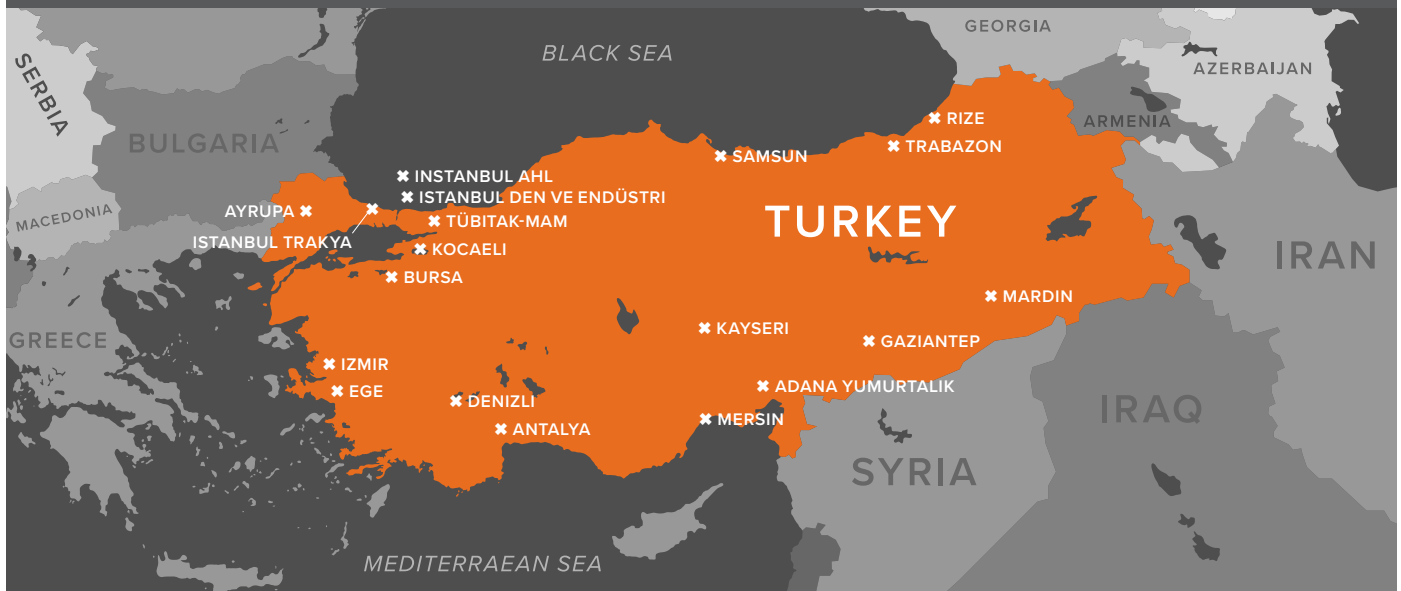 GEORGIA
BLACK SEA
SERBIA
AZERBAIJAN
RIZE
ARMENIA
BULGARIA
TRABAZON
SAMSUN
INSTANBUL AHL
ISTANBUL DEN VE ENDÜSTRI
MACEDONIA
AYRUPA
TÜBITAK-MAM
TURKEY
ISTANBUL TRAKYA
KOCAELI
IRAN
BURSA
MARDIN
KAYSERI
GREECE
GAZIANTEP
IZMIR
ADANA YUMURTALIK
EGE
DENIZLI
IRAQ
MERSIN
ANTALYA
SYRIA
MEDITERRAEAN SEA